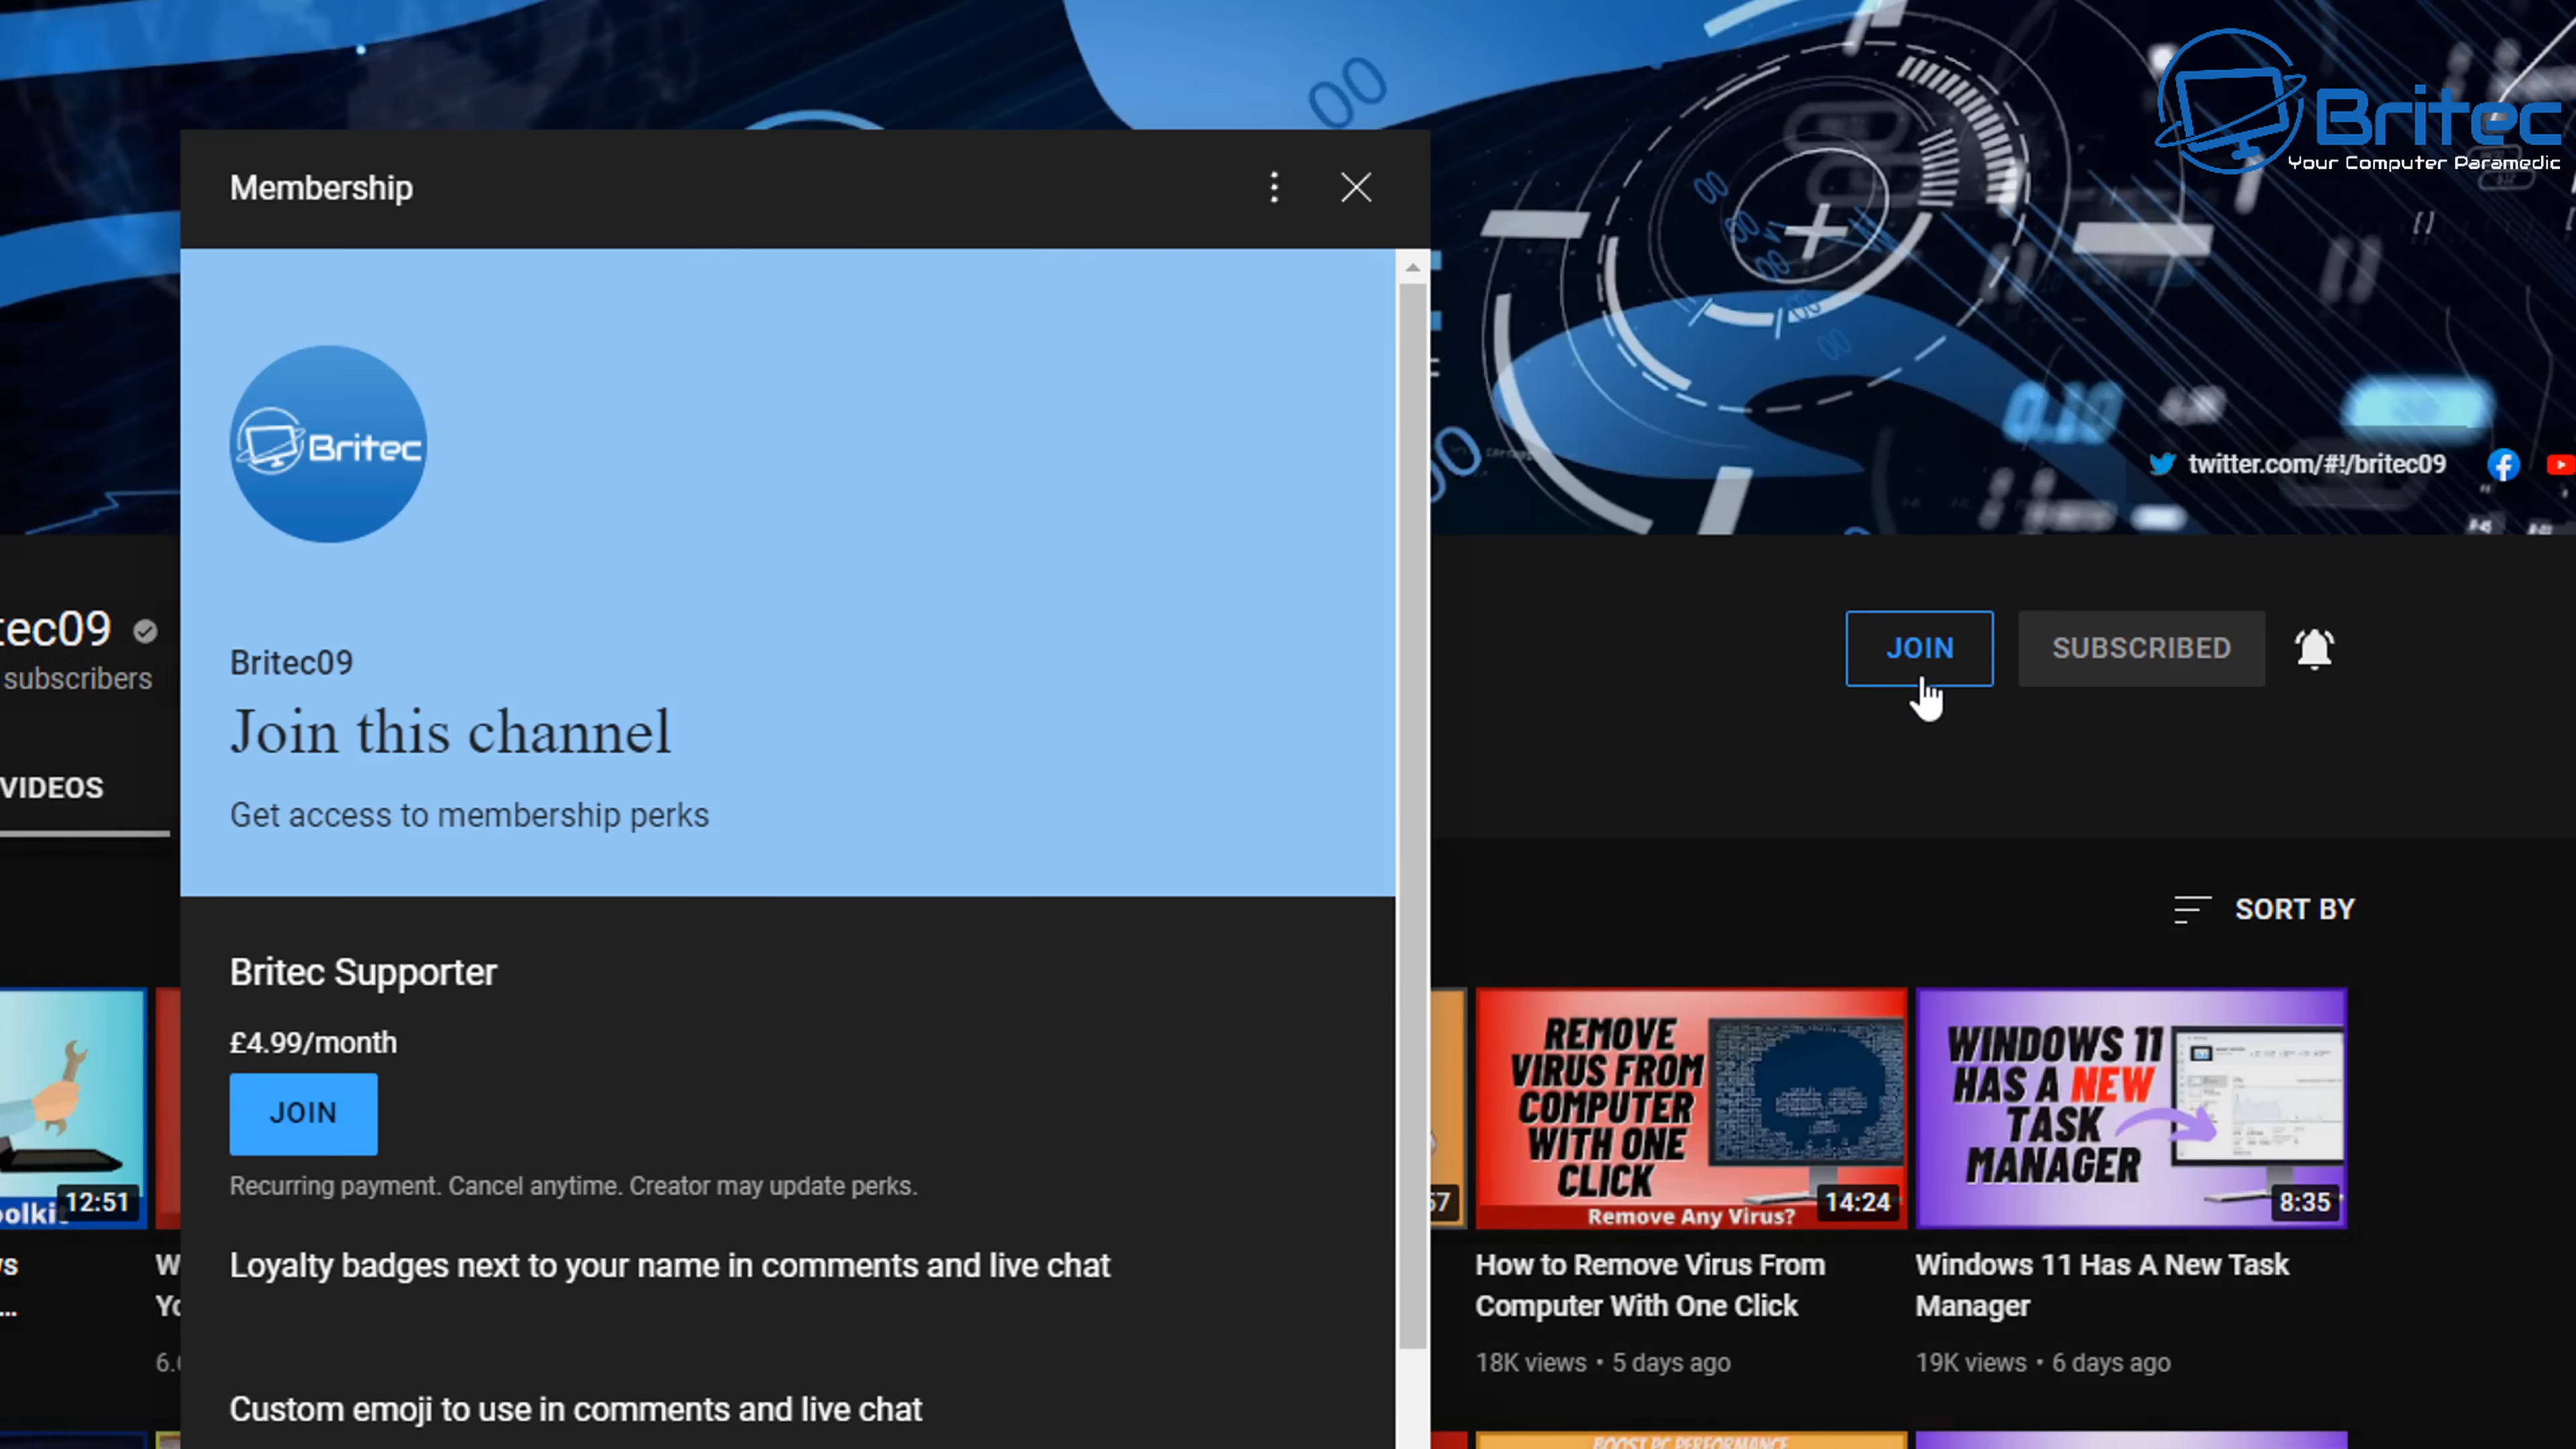 Britec
Your Computer Paramedic
Membership
Britec
twitter.com/#!/britec09
tec09
subscribers
Britec09
Join this channel
Get access to membership perks
JOIN
SUBSCRIBED
VIDEOS
SORT BY
Britec Supporter
£4.99/month
JOIN
Recurring payment. Cancel anytime. Creator may update perks.
Loyalty badges next to your name in comments and live chat
Custom emoji to use in comments and live chat
12:51
REMOVE
VIRUS FROM
COMPUTER
WITH ONE
CLICK
Remove Any Virus?
14:24
How to Remove Virus From
Computer With One Click
18K views • 5 days ago
WINDOWS 11
HAS A NEW
TASK
MANAGER
8:35
Windows 11 Has A New Task
Manager
19K views • 6 days ago
BOOST PC PERFORMANCE